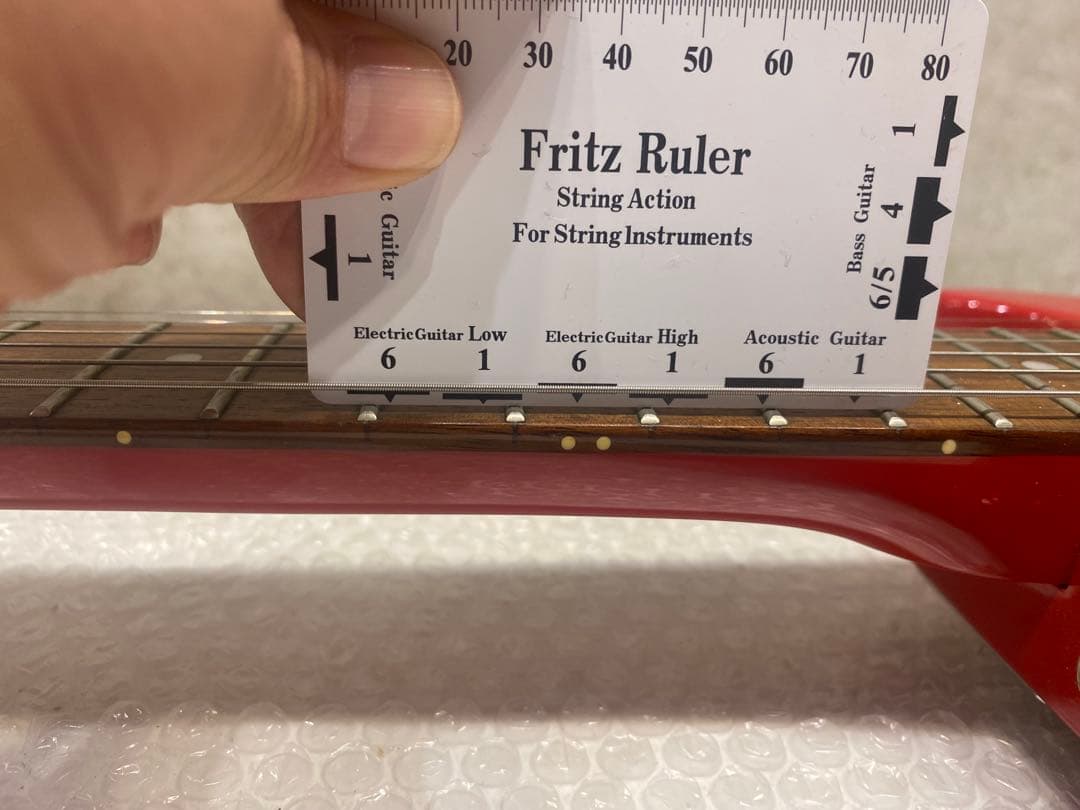 20 30 40 50 60 70 80
Fritz Ruler
String Action
For String Instruments
1
4
6/5
Bass Guitar
Guitar
1
Electric Guitar Low
6 1
Electric Guitar High
6 1
Acoustic Guitar
6 1